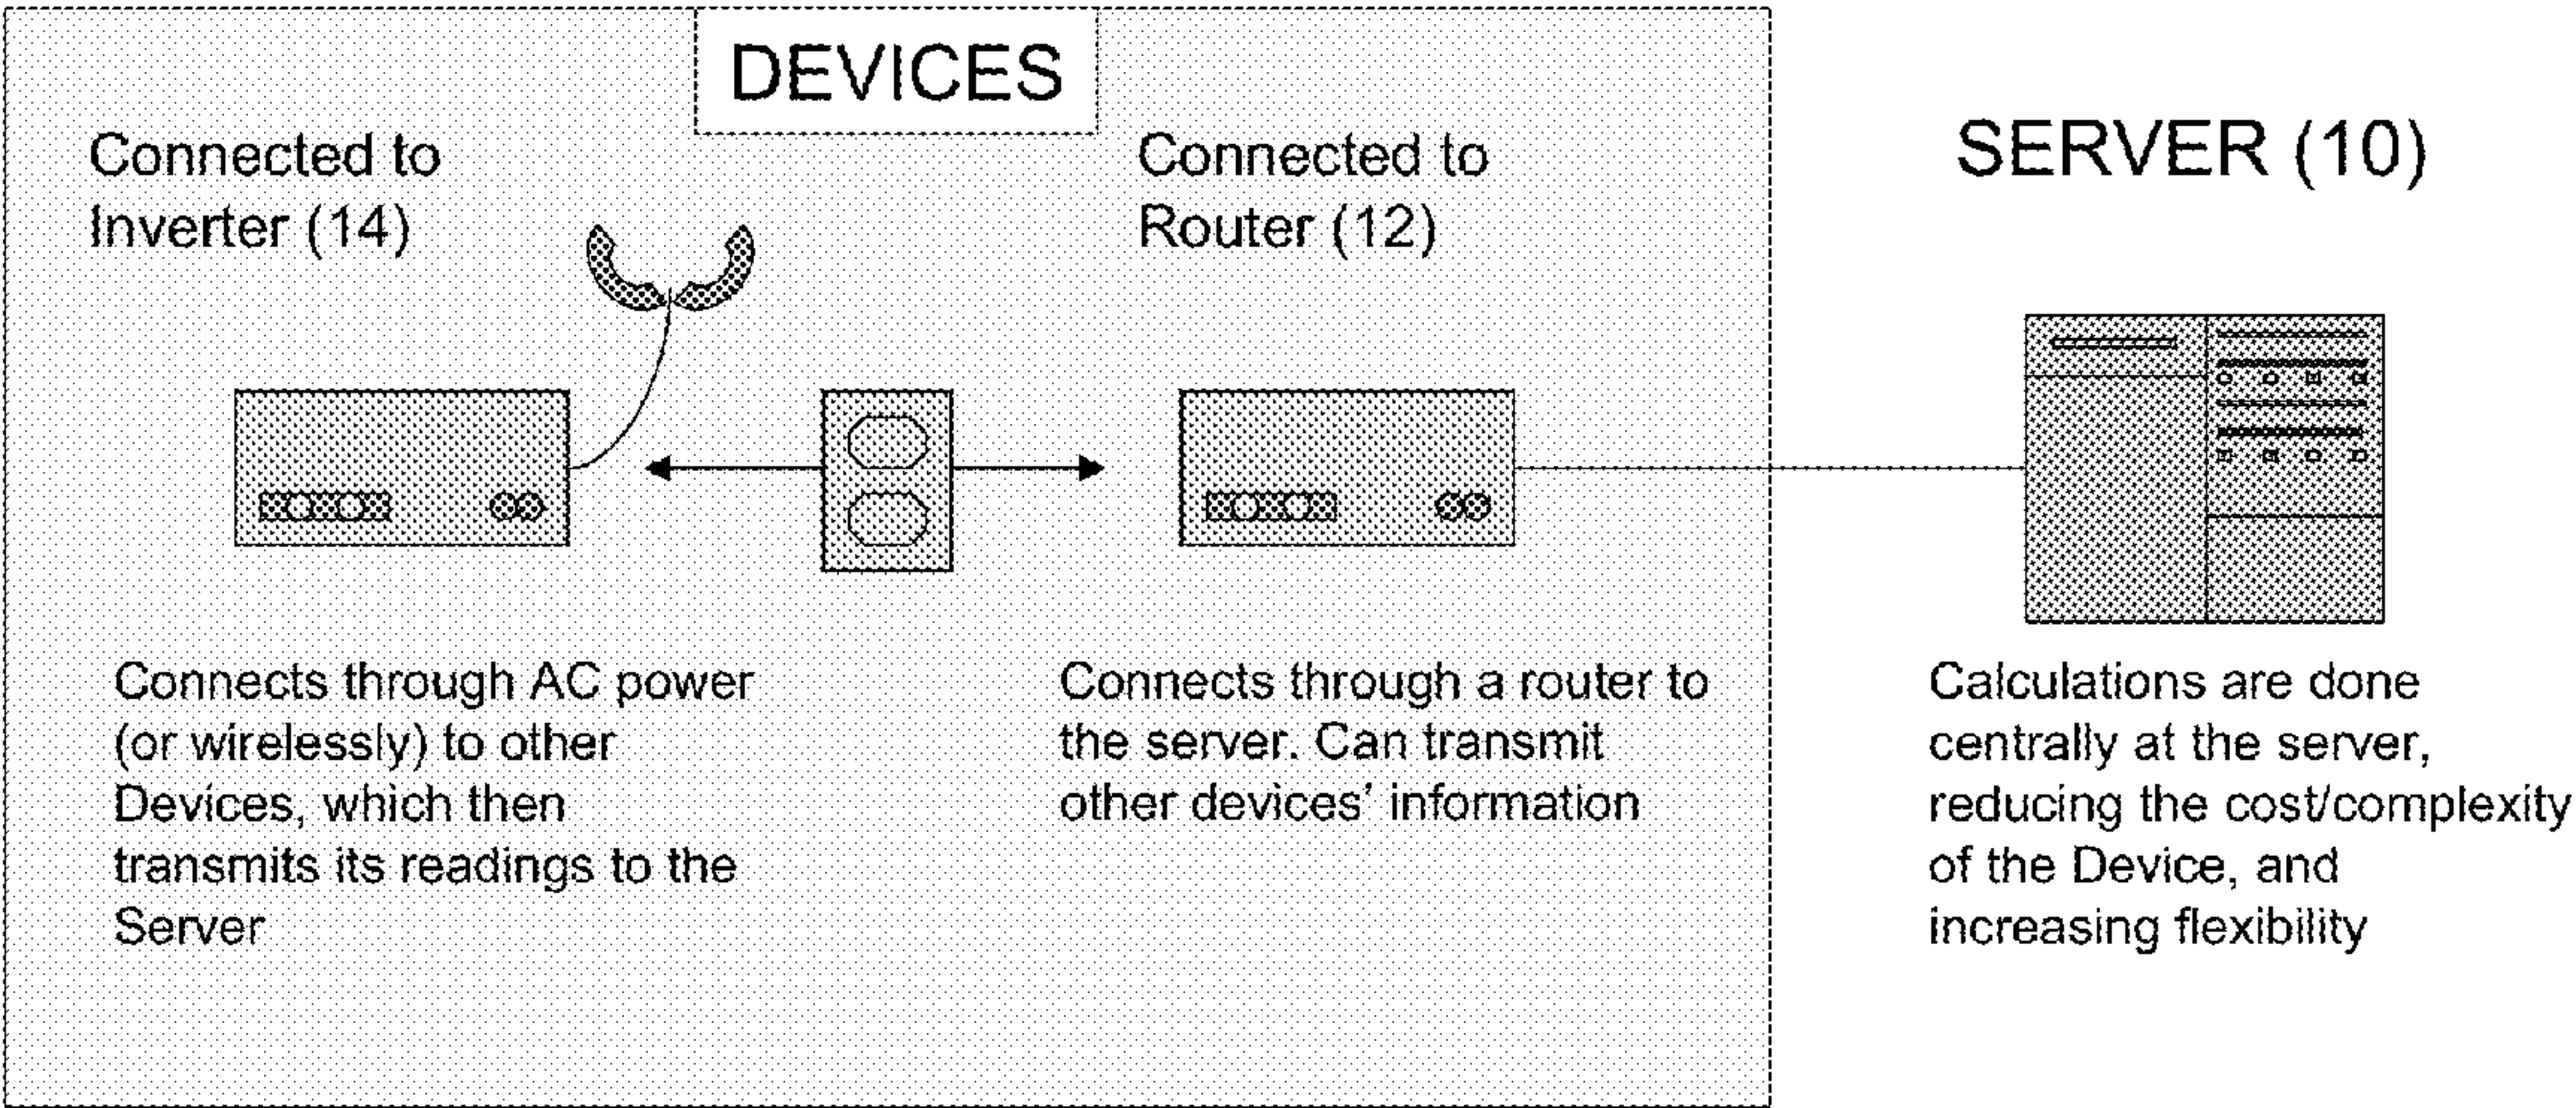 DEVICES
Connected to
Inverter (14)
Connected to
Router (12)
SERVER (10)
Connects through AC power
(or wirelessly) to other
Devices, which then
transmits its readings to the
Server
Connects through a router to
the server. Can transmit
other devices' information
Calculations are done
centrally at the server,
reducing the cost/complexity
of the Device, and
increasing flexibility